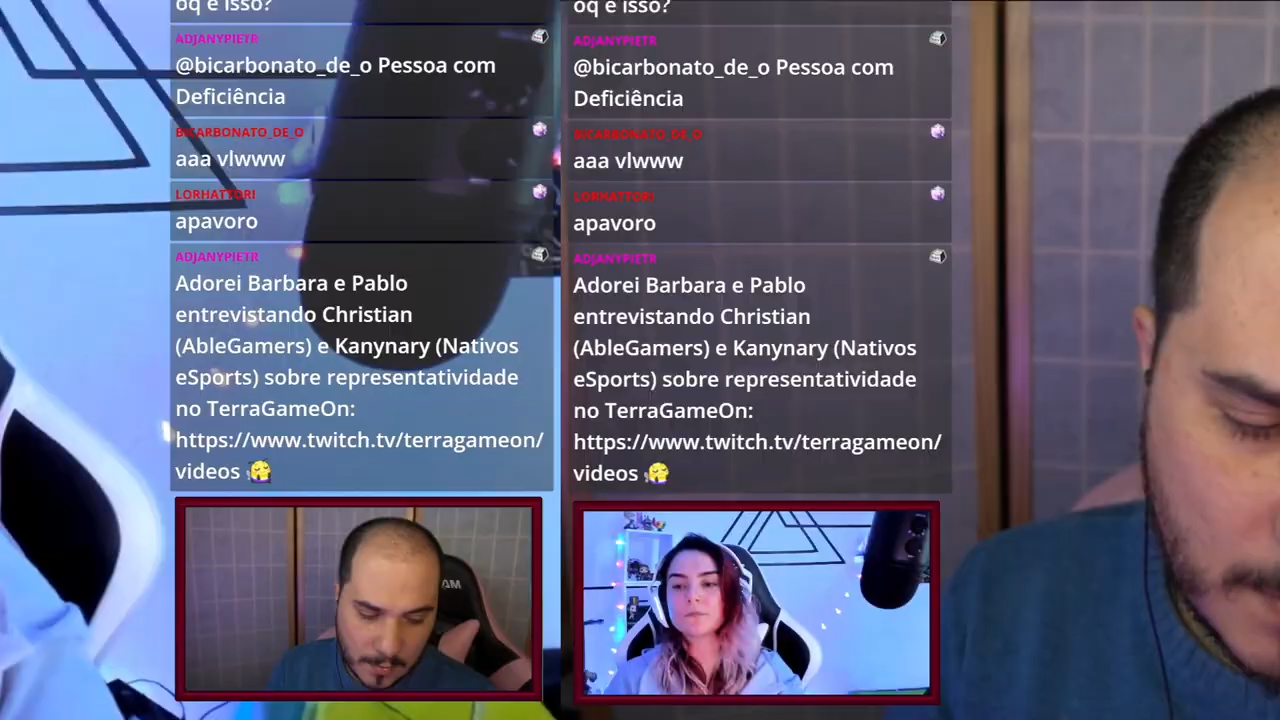 oq é isso?
ADJANYPIETR
@bicarbonato_de_o Pessoa com
Deficiência
BICARBONATO_DE_O
aaa vlwww
LORHATTORI
apavoro
ADJANYPIETR
Adorei Barbara e Pablo
entrevistando Christian
(AbleGamers) e Kanynary (Nativos
eSports) sobre representatividade
no TerraGameOn:
https://www.twitch.tv/terragameon/
videos
oq é isso?
ADJANYPIETR
@bicarbonato_de_o Pessoa com
Deficiência
BICARBONATO_DE_O
aaa vlwww
LORHATTORI
apavoro
ADJANYPIETR
Adorei Barbara e Pablo
entrevistando Christian
(AbleGamers) e Kanynary (Nativos
eSports) sobre representatividade
no TerraGameOn:
https://www.twitch.tv/terragameon/
videos